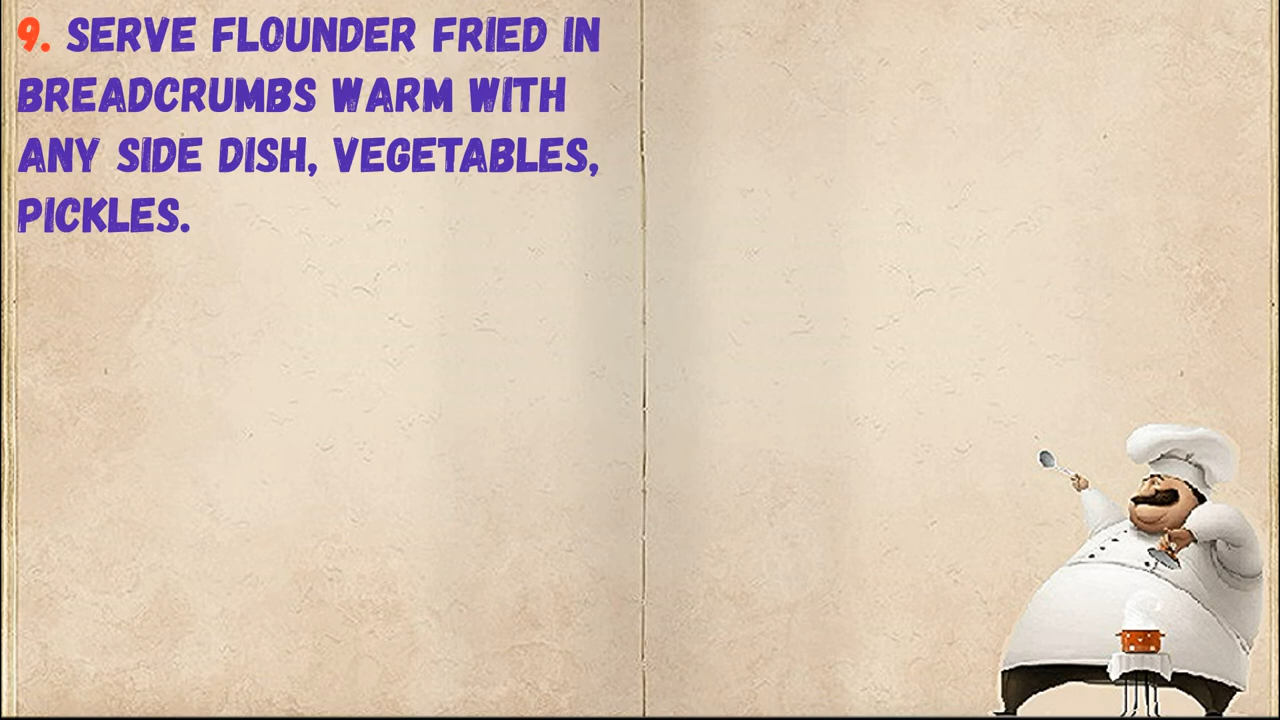 9. SERVE FLOUNDER FRIED IN
BREADCRUMBS WARM WITH
ANY SIDE DISH, VEGETABLES,
PICKLES.